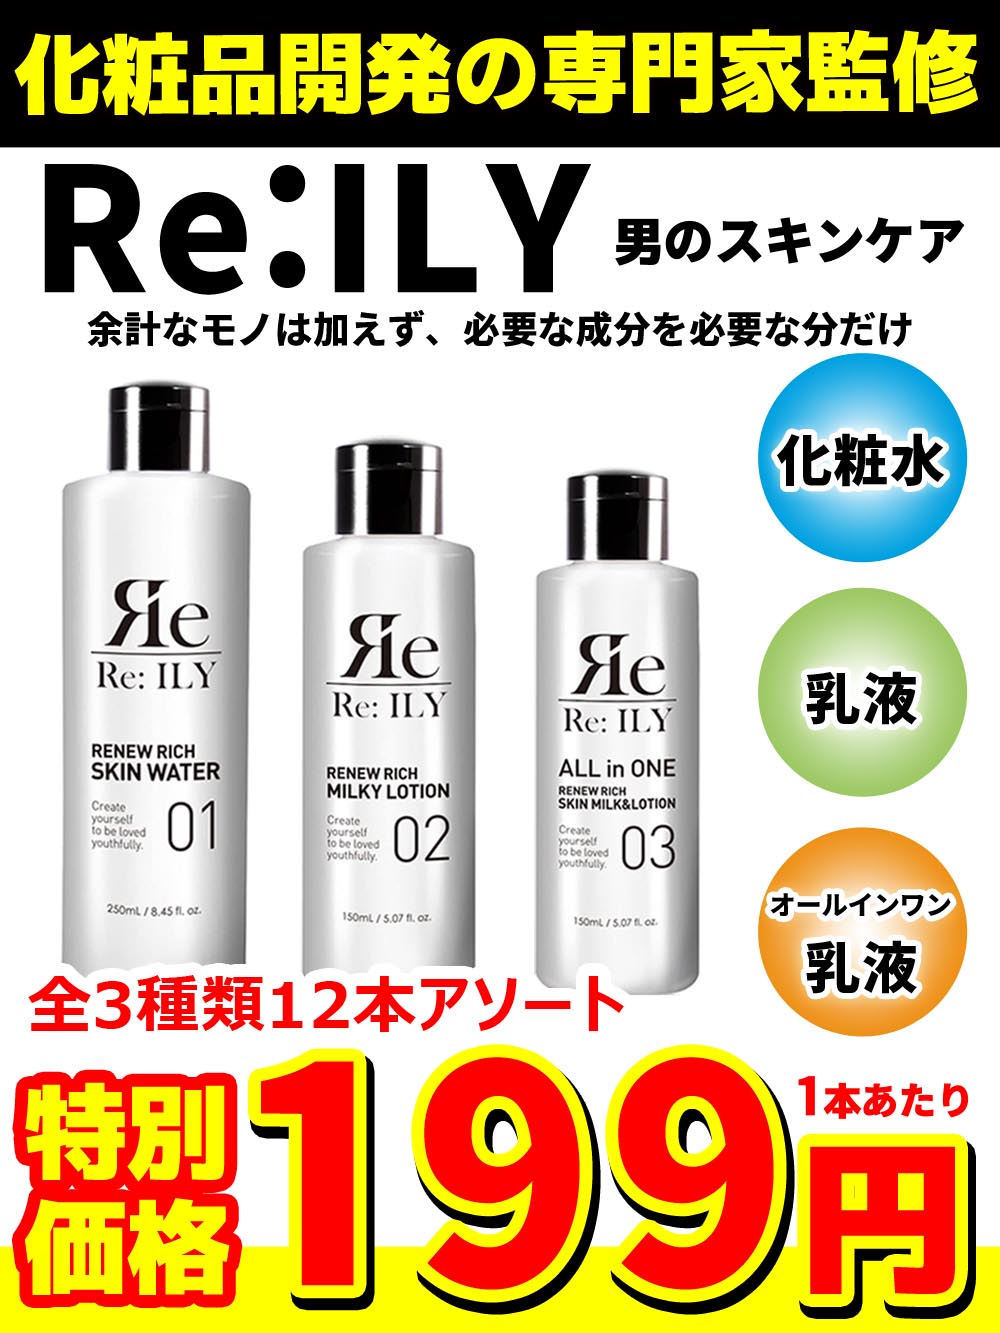 化粧品開発の専門家監修
Re:ILY 男のスキンケア
余計なモノは加えず、必要な成分を必要な分だけ
Re
Re: ILY
RENEW RICH
SKIN WATER
Create
yourself
to be loved
youthfully.
01
250mL / 8.45 fl. oz.
Re
Re: ILY
RENEW RICH
MILKY LOTION
Create
yourself
to be loved
youthfully.
02
150mL / 5.07 fl. oz.
Re
Re: ILY
ALL in ONE
RENEW RICH
SKIN MILK&LOTION
Create
yourself
to be loved
youthfully.
03
150mL / 5.07 fl. oz.
化粧水
乳液
オールインワン
乳液
全3種類12本アソート
特別
価格
199円
1本あたり